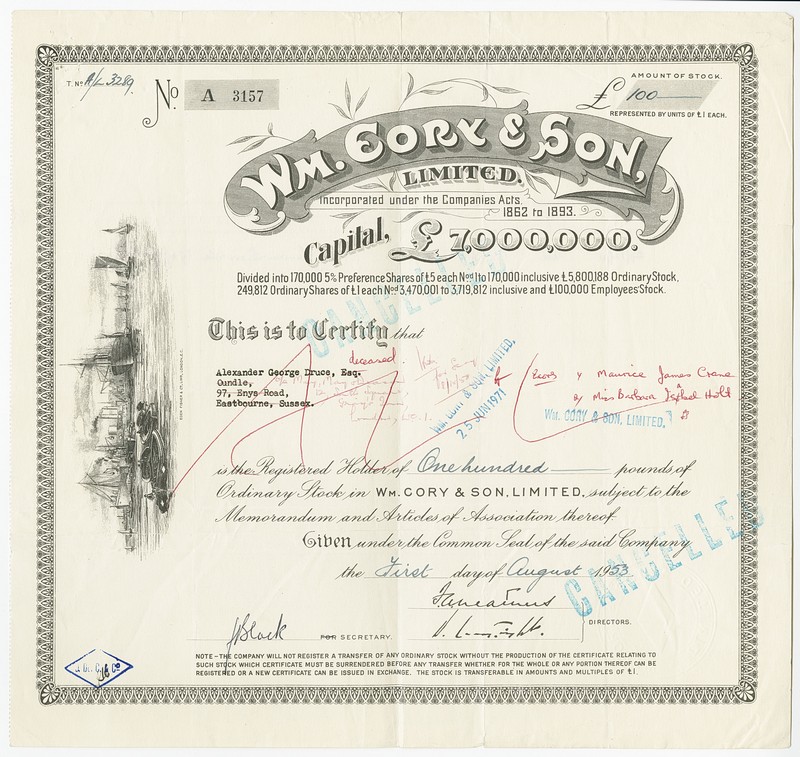 T. No A/L 3289.
No. A 3157
AMOUNT OF STOCK.
£ 100
REPRESENTED BY UNITS OF £1 EACH.
WM. CORY & SON,
LIMITED.
Incorporated under the Companies Acts,
1862 to 1893.
Capital, £7,000,000.
Divided into 170,000 5% Preference Shares of £5 each Nos 1 to 170,000 inclusive £5,800,188 Ordinary Stock,
249,812 Ordinary Shares of £1 each Nos 3,470,001 to 3,719,812 inclusive and £100,000 Employees' Stock.
CANCELLED
This is to Certify that
deceased.
Alexander George Druce, Esq.
Oundle,
97, Enys Road,
Eastbourne, Sussex.
WM. CORY & SON, LIMITED.
25 JUN 1971
Maurice James Crane
Miss Barbara Held
WM. CORY & SON, LIMITED.
is the Registered Holder of One hundred pounds of
Ordinary Stock in WM. CORY & SON, LIMITED, subject to the
Memorandum and Articles of Association thereof.
Given under the Common Seal of the said Company
the First day of August 1953
CANCELLED
DIRECTORS.
FOR SECRETARY.
NOTE - THE COMPANY WILL NOT REGISTER A TRANSFER OF ANY ORDINARY STOCK WITHOUT THE PRODUCTION OF THE CERTIFICATE RELATING TO
SUCH STOCK WHICH CERTIFICATE MUST BE SURRENDERED BEFORE ANY TRANSFER WHETHER FOR THE WHOLE OR ANY PORTION THEREOF CAN BE
REGISTERED OR A NEW CERTIFICATE CAN BE ISSUED IN EXCHANGE. THE STOCK IS TRANSFERABLE IN AMOUNTS AND MULTIPLES OF £1.